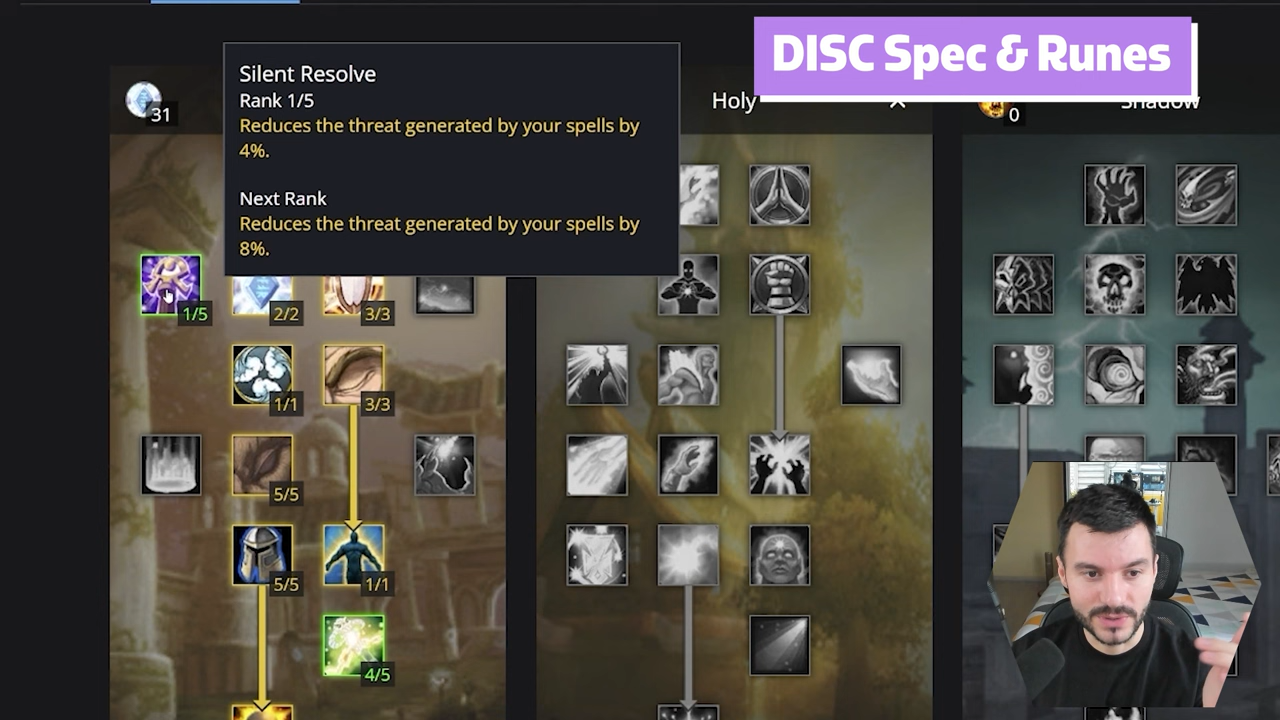 DISC Spec & Runes
31
Holy
0
Shadow
Silent Resolve
Rank 1/5
Reduces the threat generated by your spells by
4%.
Next Rank
Reduces the threat generated by your spells by
8%.
1/5
2/2
3/3
1/1
3/3
5/5
5/5
1/1
4/5